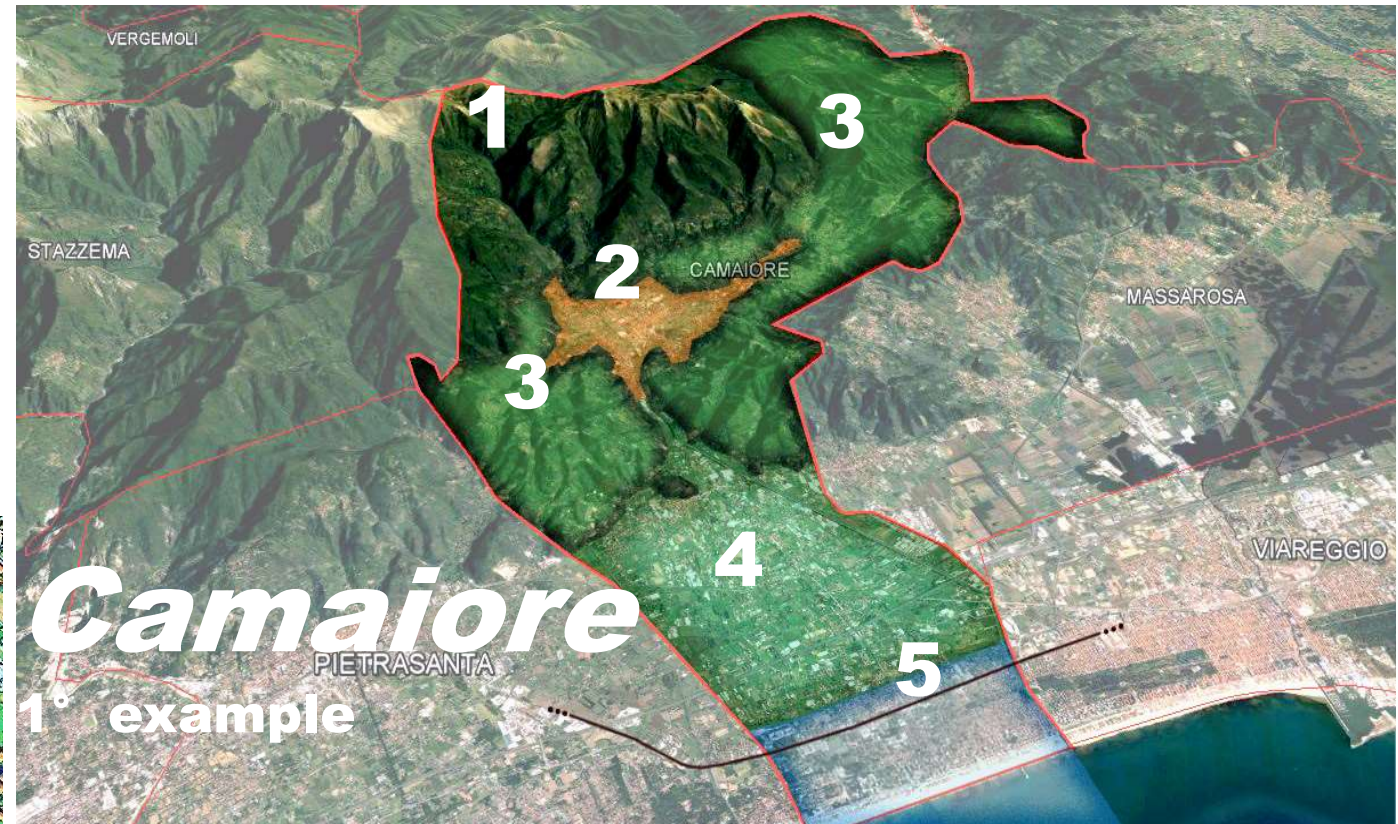 VERGEMOLI
1
3
STAZZEMA
2
CAMAIORE
MASSAROSA
3
4
VIAREGGIO
Camaiore
PIETRASANTA
5
1° example